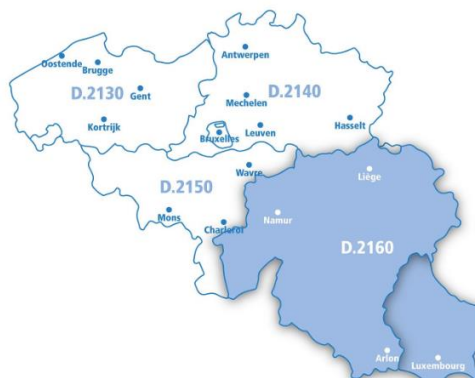 Antwerpen
Oostende
Brugge
Gent
D.2130
Mechelen
D.2140
Kortrijk
Bruxelles
Leuven
Hasselt
Wavre
Liège
D.2150
Mons
Namur
Charleroi
D.2160
Arlon
Luxembourg